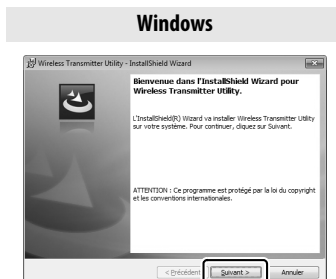 Windows
Wireless Transmitter Utility - InstallShield Wizard
Bienvenue dans l'InstallShield Wizard pour
Wireless Transmitter Utility.
L'InstallShield(R) Wizard va installer Wireless Transmitter Utility
sur votre système. Pour continuer, cliquez sur Suivant.
ATTENTION : Ce programme est protégé par la loi du copyright
et les conventions internationales.
< Précédent Suivant > Annuler